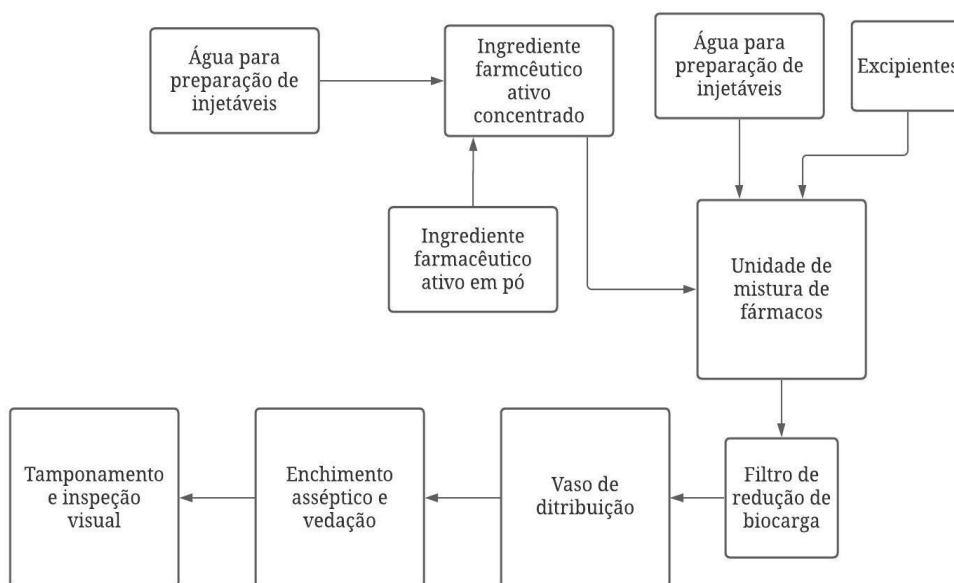 Água para
preparação de
injetáveis
Ingrediente
farmcêutico
ativo
concentrado
Água para
preparação de
injetáveis
Excipientes
Ingrediente
farmacêutico
ativo em pó
Unidade de
mistura de
fármacos
Tamponamento
e inspeção
visual
Enchimento
asséptico e
vedação
Vaso de
ditribuição
Filtro de
redução de
biocarga